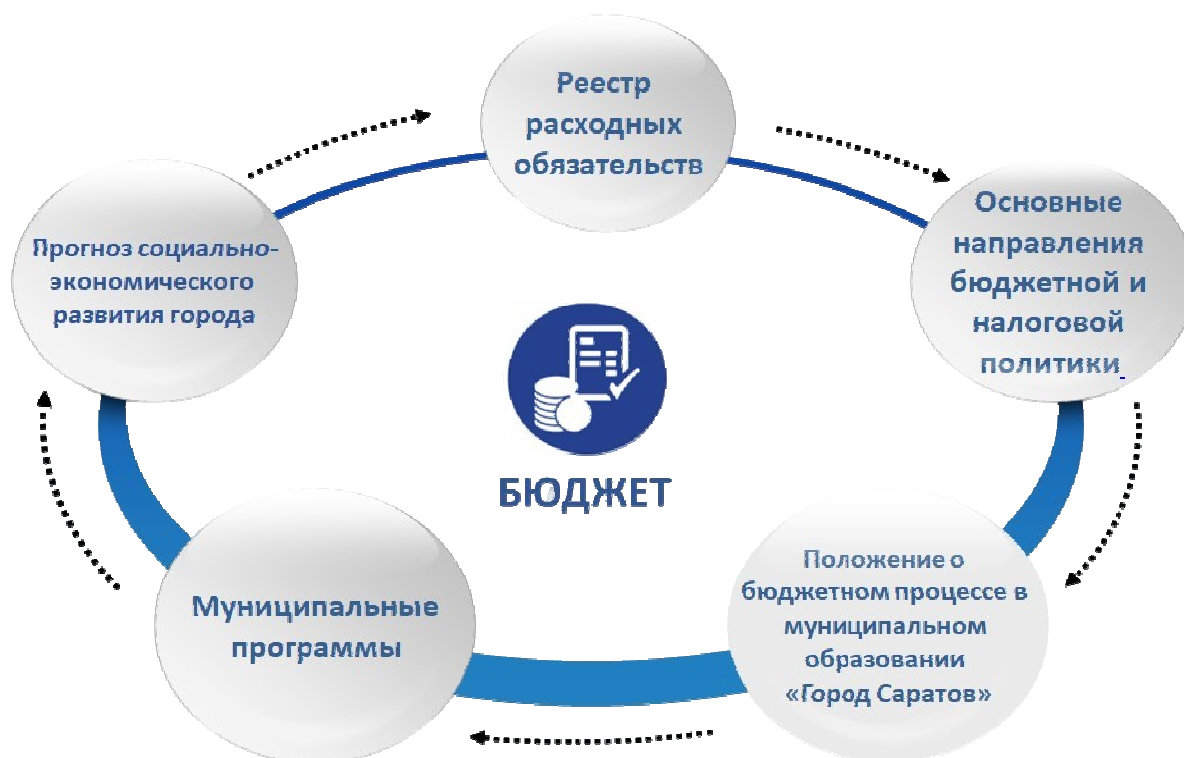 Реестр
расходных
обязательств
Основные
направления
бюджетной и
налоговой
политики
Прогноз социально-
экономического
развития города
БЮДЖЕТ
Положение о
бюджетном процессе в
муниципальном
образовании
«Город Саратов»
Муниципальные
программы